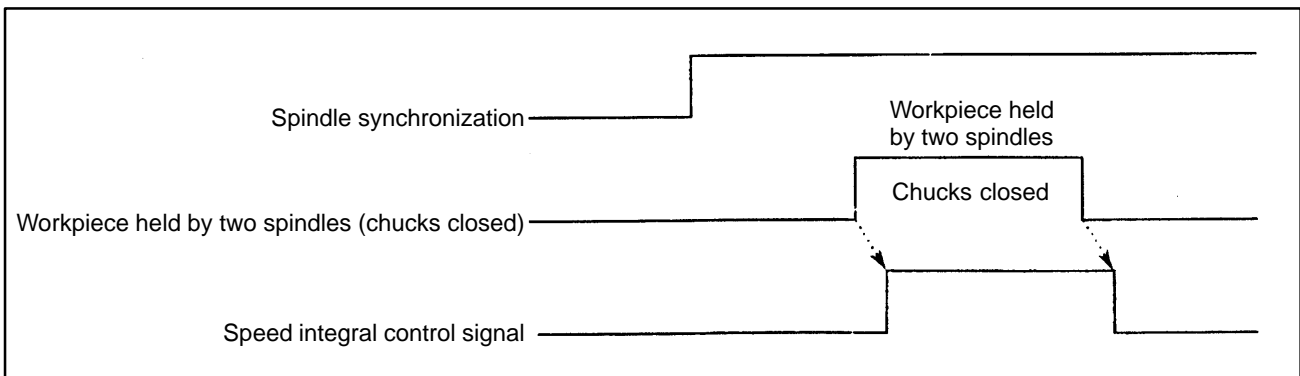 Spindle synchronization
Workpiece held
by two spindles
Chucks closed
Workpiece held by two spindles (chucks closed)
Speed integral control signal